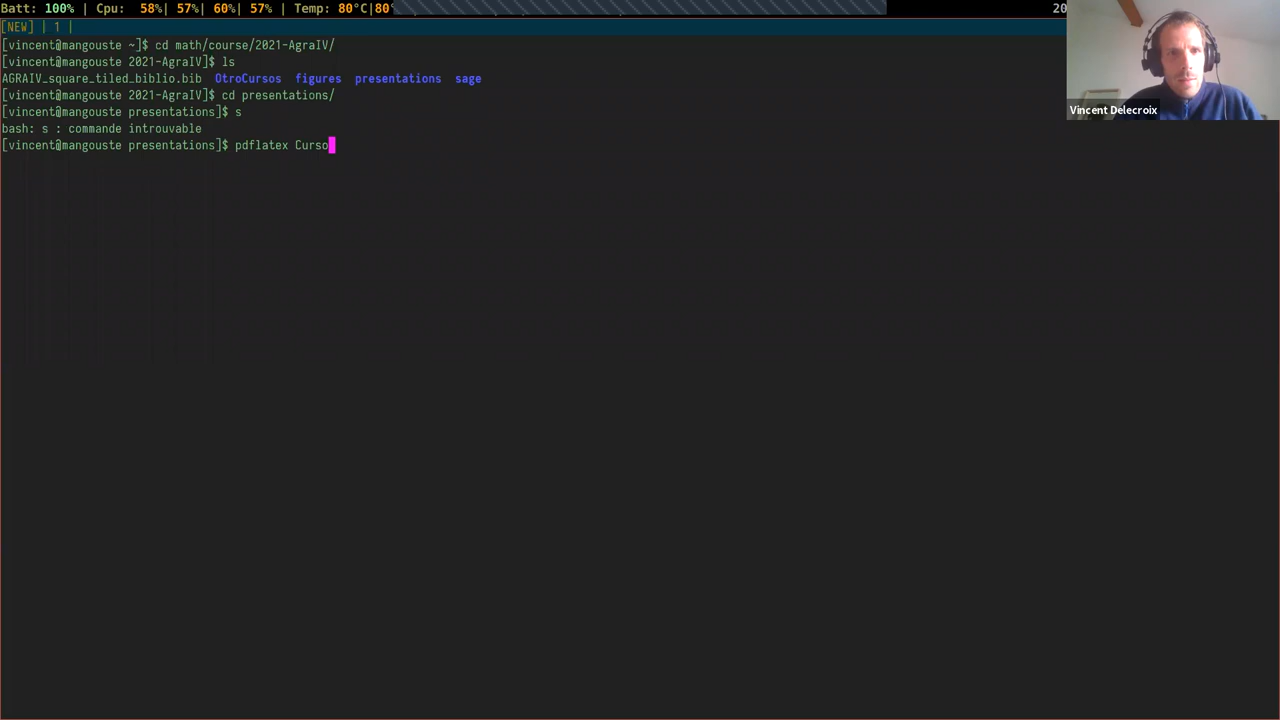 Batt: 100% | Cpu: 58%| 57%| 60%| 57% | Temp: 80°C|80° 20
[NEW] | 1 |
[vincent@mangouste ~]$ cd math/course/2021-AgraIV/
[vincent@mangouste 2021-AgraIV]$ ls
AGRAIV_square_tiled_biblio.bib OtroCursos figures presentations sage
[vincent@mangouste 2021-AgraIV]$ cd presentations/
[vincent@mangouste presentations]$ s
bash: s : commande introuvable
[vincent@mangouste presentations]$ pdflatex Curso
Vincent Delecroix